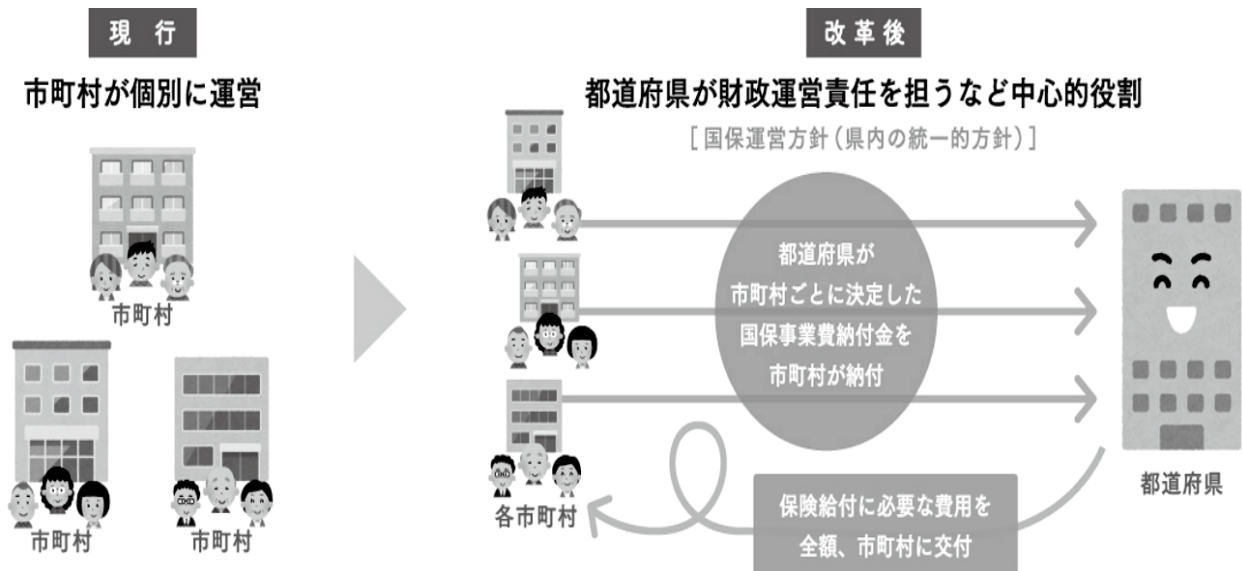 現 行
市町村が個別に運営
市町村
市町村
市町村
改革後
都道府県が財政運営責任を担うなど中心的役割
[国保運営方針(県内の統一的方針)]
都道府県が
市町村ごとに決定した
国保事業費納付金を
市町村が納付
各市町村
都道府県
保険給付に必要な費用を
全額、市町村に交付